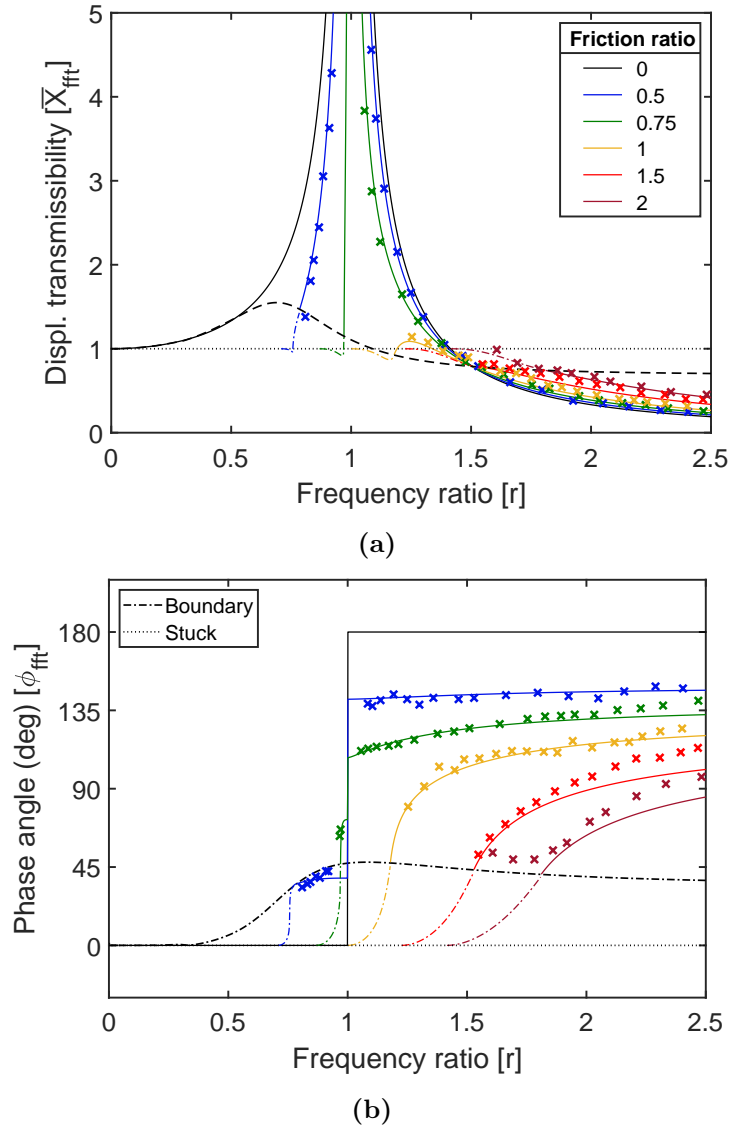 5
4
3
2
1
0
Displ. transmissibility [X̅fft]
Friction ratio
0
0.5
0.75
1
1.5
2
0 0.5 1 1.5 2 2.5
Frequency ratio [r]
(a)
180
135
90
45
0
Phase angle (deg) [ϕfft]
Boundary
Stuck
0 0.5 1 1.5 2 2.5
Frequency ratio [r]
(b)